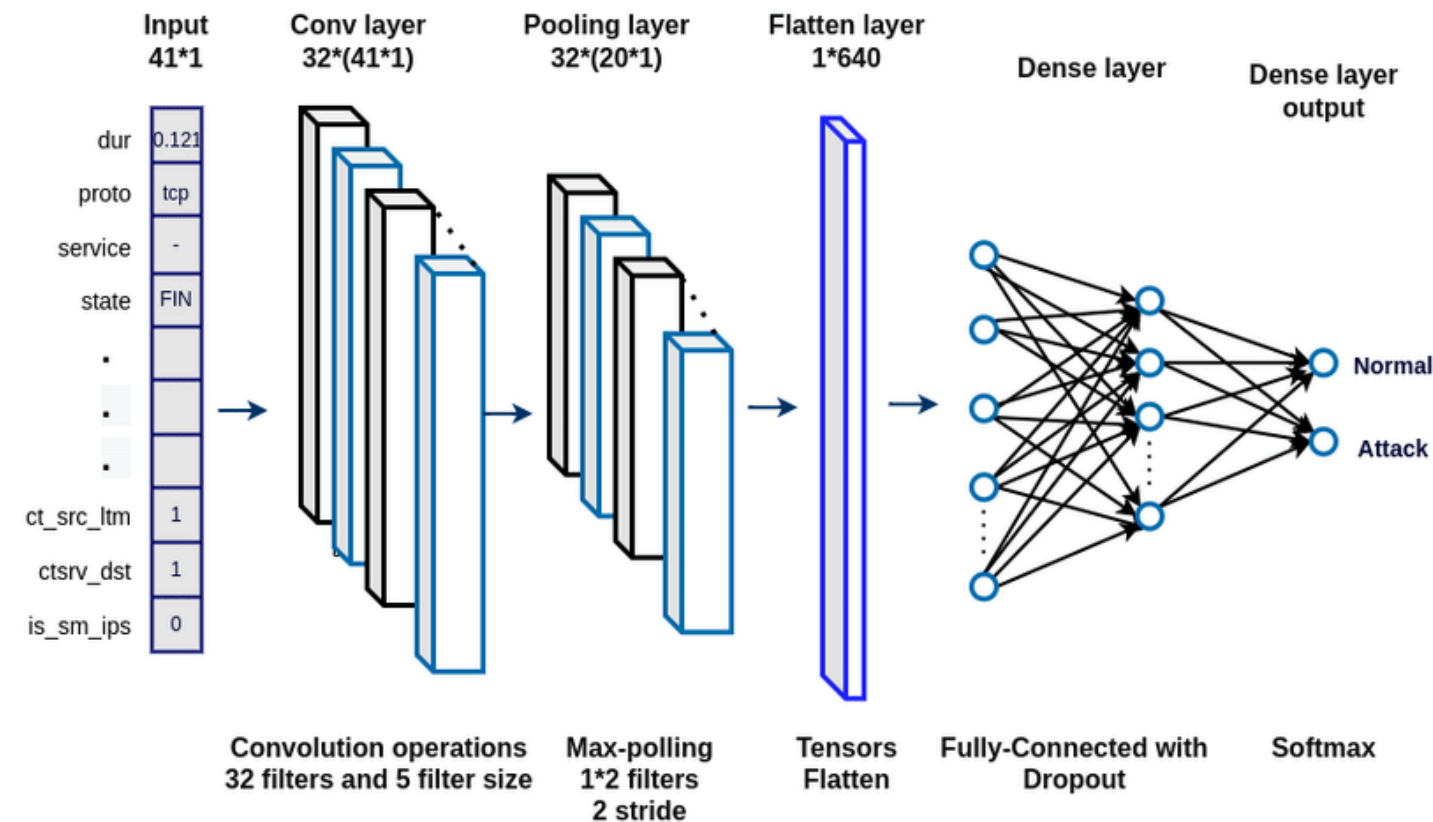 Input
41*1
Conv layer
32*(41*1)
Pooling layer
32*(20*1)
Flatten layer
1*640
Dense layer
Dense layer
output
dur
0.121
proto
tcp
service
-
state
FIN
.
.
.
ct_src_ltm
1
ctsrv_dst
1
is_sm_ips
0
Normal
Attack
Convolution operations
32 filters and 5 filter size
Max-polling
1*2 filters
2 stride
Tensors
Flatten
Fully-Connected with
Dropout
Softmax